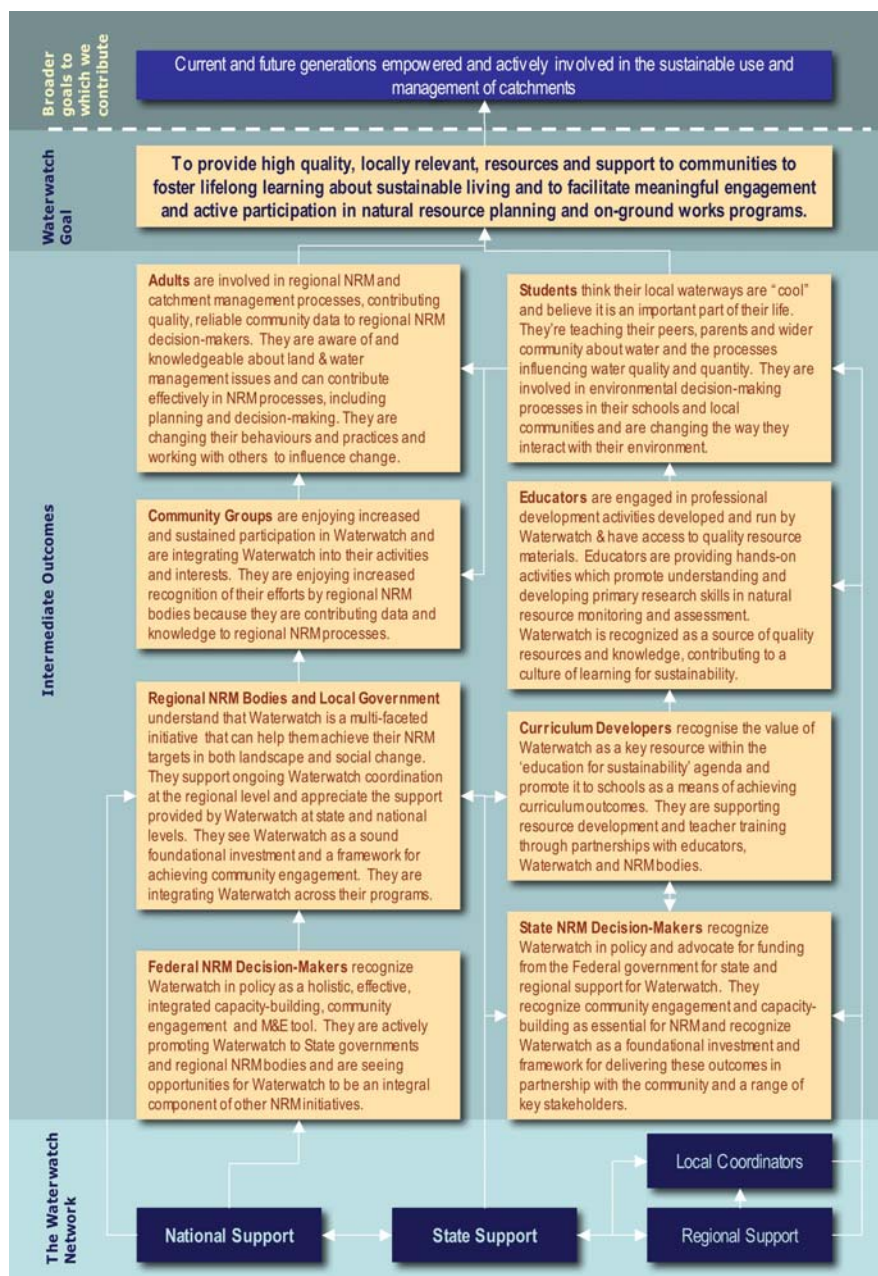 Broader
goals to
which we
contribute
Current and future generations empowered and actively involved in the sustainable use and
management of catchments
Waterwatch
Goal
To provide high quality, locally relevant, resources and support to communities to
foster lifelong learning about sustainable living and to facilitate meaningful engagement
and active participation in natural resource planning and on-ground works programs.
Intermediate Outcomes
Adults are involved in regional NRM and
catchment management processes, contributing
quality, reliable community data to regional NRM
decision-makers. They are aware of and
knowledgeable about land & water
management issues and can contribute
effectively in NRM processes, including
planning and decision-making. They are
changing their behaviours and practices and
working with others to influence change.
Students think their local waterways are "cool"
and believe it is an important part of their life.
They're teaching their peers, parents and wider
community about water and the processes
influencing water quality and quantity. They are
involved in environmental decision-making
processes in their schools and local
communities and are changing the way they
interact with their environment.
Community Groups are enjoying increased
and sustained participation in Waterwatch and
are integrating Waterwatch into their activities
and interests. They are enjoying increased
recognition of their efforts by regional NRM
bodies because they are contributing data and
knowledge to regional NRM processes.
Educators are engaged in professional
development activities developed and run by
Waterwatch & have access to quality resource
materials. Educators are providing hands-on
activities which promote understanding and
developing primary research skills in natural
resource monitoring and assessment.
Waterwatch is recognized as a source of quality
resources and knowledge, contributing to a
culture of learning for sustainability.
Regional NRM Bodies and Local Government
understand that Waterwatch is a multi-faceted
initiative that can help them achieve their NRM
targets in both landscape and social change.
They support ongoing Waterwatch coordination
at the regional level and appreciate the support
provided by Waterwatch at state and national
levels. They see Waterwatch as a sound
foundational investment and a framework for
achieving community engagement. They are
integrating Waterwatch across their programs.
Curriculum Developers recognise the value of
Waterwatch as a key resource within the
'education for sustainability' agenda and
promote it to schools as a means of achieving
curriculum outcomes. They are supporting
resource development and teacher training
through partnerships with educators,
Waterwatch and NRM bodies.
Federal NRM Decision-Makers recognize
Waterwatch in policy as a holistic, effective,
integrated capacity-building, community
engagement and M&E tool. They are actively
promoting Waterwatch to State governments
and regional NRM bodies and are seeing
opportunities for Waterwatch to be an integral
component of other NRM initiatives.
State NRM Decision-Makers recognize
Waterwatch in policy and advocate for funding
from the Federal government for state and
regional support for Waterwatch. They
recognize community engagement and capacity-
building as essential for NRM and recognize
Waterwatch as a foundational investment and
framework for delivering these outcomes in
partnership with the community and a range of
key stakeholders.
The Waterwatch
Network
Local Coordinators
National Support
State Support
Regional Support